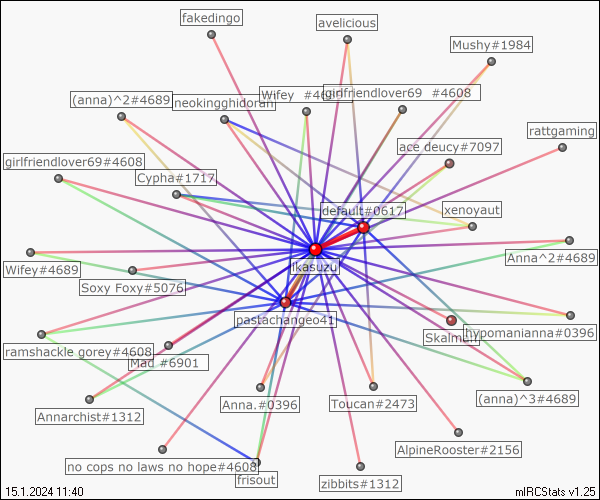 fakedingo
avelicious
Mushy#1984
(anna)^2#4689
neokingghidorah
Wifey #4689
girlfriendlover69 #4608
rattgaming
ace deucy#7097
girlfriendlover69#4608
Cypha#1717
default#0617
xenoyaut
Anna^2#4689
Wifey#4689
ikasuzu
Soxy Foxy#5076
pastachangeo41
hypomanianna#0396
Skalmun
ramshackle gorey#4608
Mad #6901
(anna)^3#4689
Annarchist#1312
Anna.#0396
Toucan#2473
AlpineRooster#2156
no cops no laws no hope#4608
frisout
zibbits#1312
15.1.2024 11:40
mIRCStats v1.25